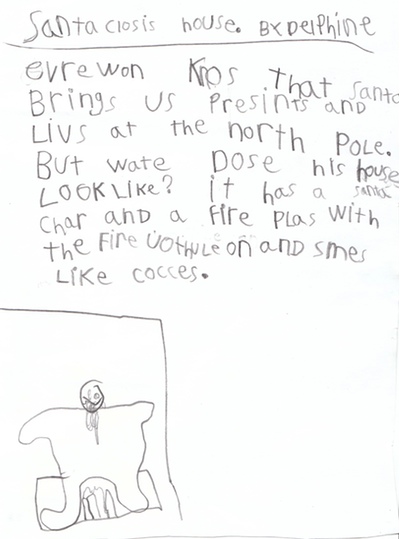 Santa closis house. By Delphine
evrewon Knos that santa
Brings us Presints and
Livs at the north Pole.
But wate Dose his house
LOOK LIKE? it has a santa
char and a fire plas with
the fire on and smes
Like cocces.